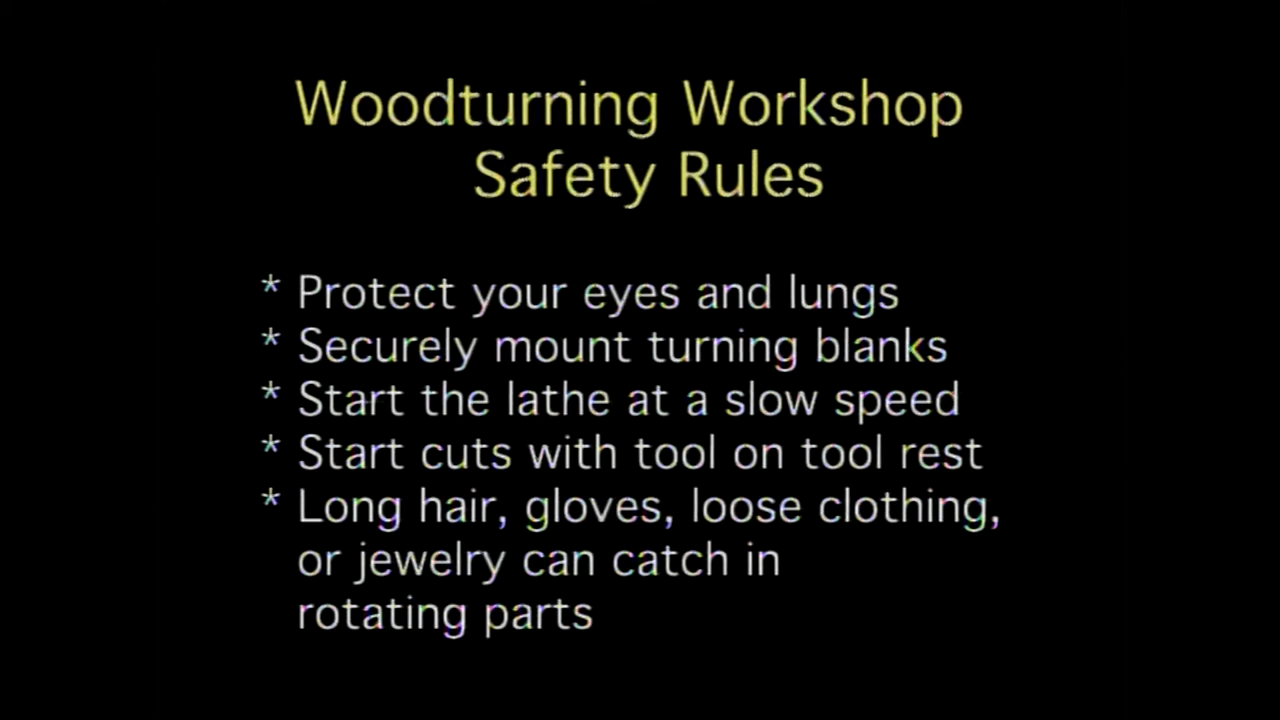 Woodturning Workshop
Safety Rules
* Protect your eyes and lungs
* Securely mount turning blanks
* Start the lathe at a slow speed
* Start cuts with tool on tool rest
* Long hair, gloves, loose clothing,
or jewelry can catch in
rotating parts